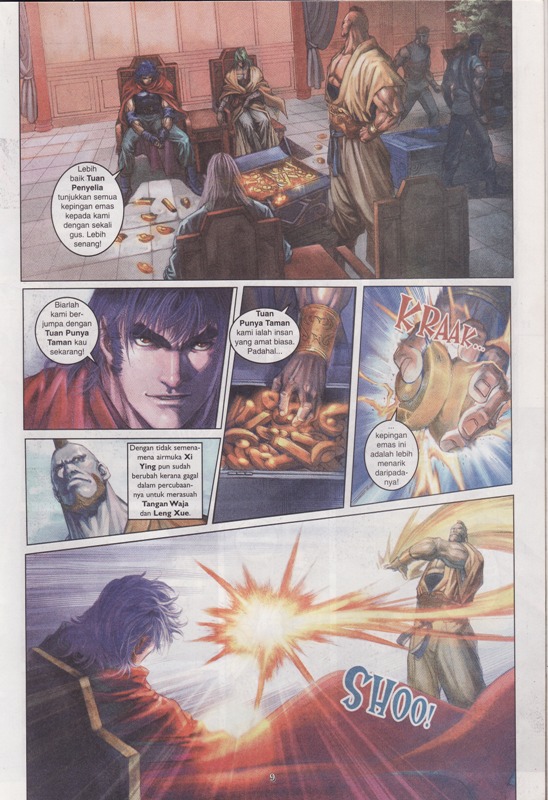 Lebih
baik Tuan
Penyelia
tunjukkan semua
kepingan emas
kepada kami
dengan sekali
gus. Lebih
senang!
Biarlah
kami ber-
jumpa dengan
Tuan Punya
Taman kau
sekarang!
Tuan
Punya Taman
kami ialah insan
yang amat biasa.
Padahal...
KRAAK...
...
kepingan
emas ini
adalah lebih
menarik
daripada-
nya!
Dengan tidak semena-
mena airmuka Xi
Ying pun sudah
berubah kerana gagal
dalam percubaan-
nya untuk merasuah
Tangan Waja
dan Leng Xue.
SHOO!
9